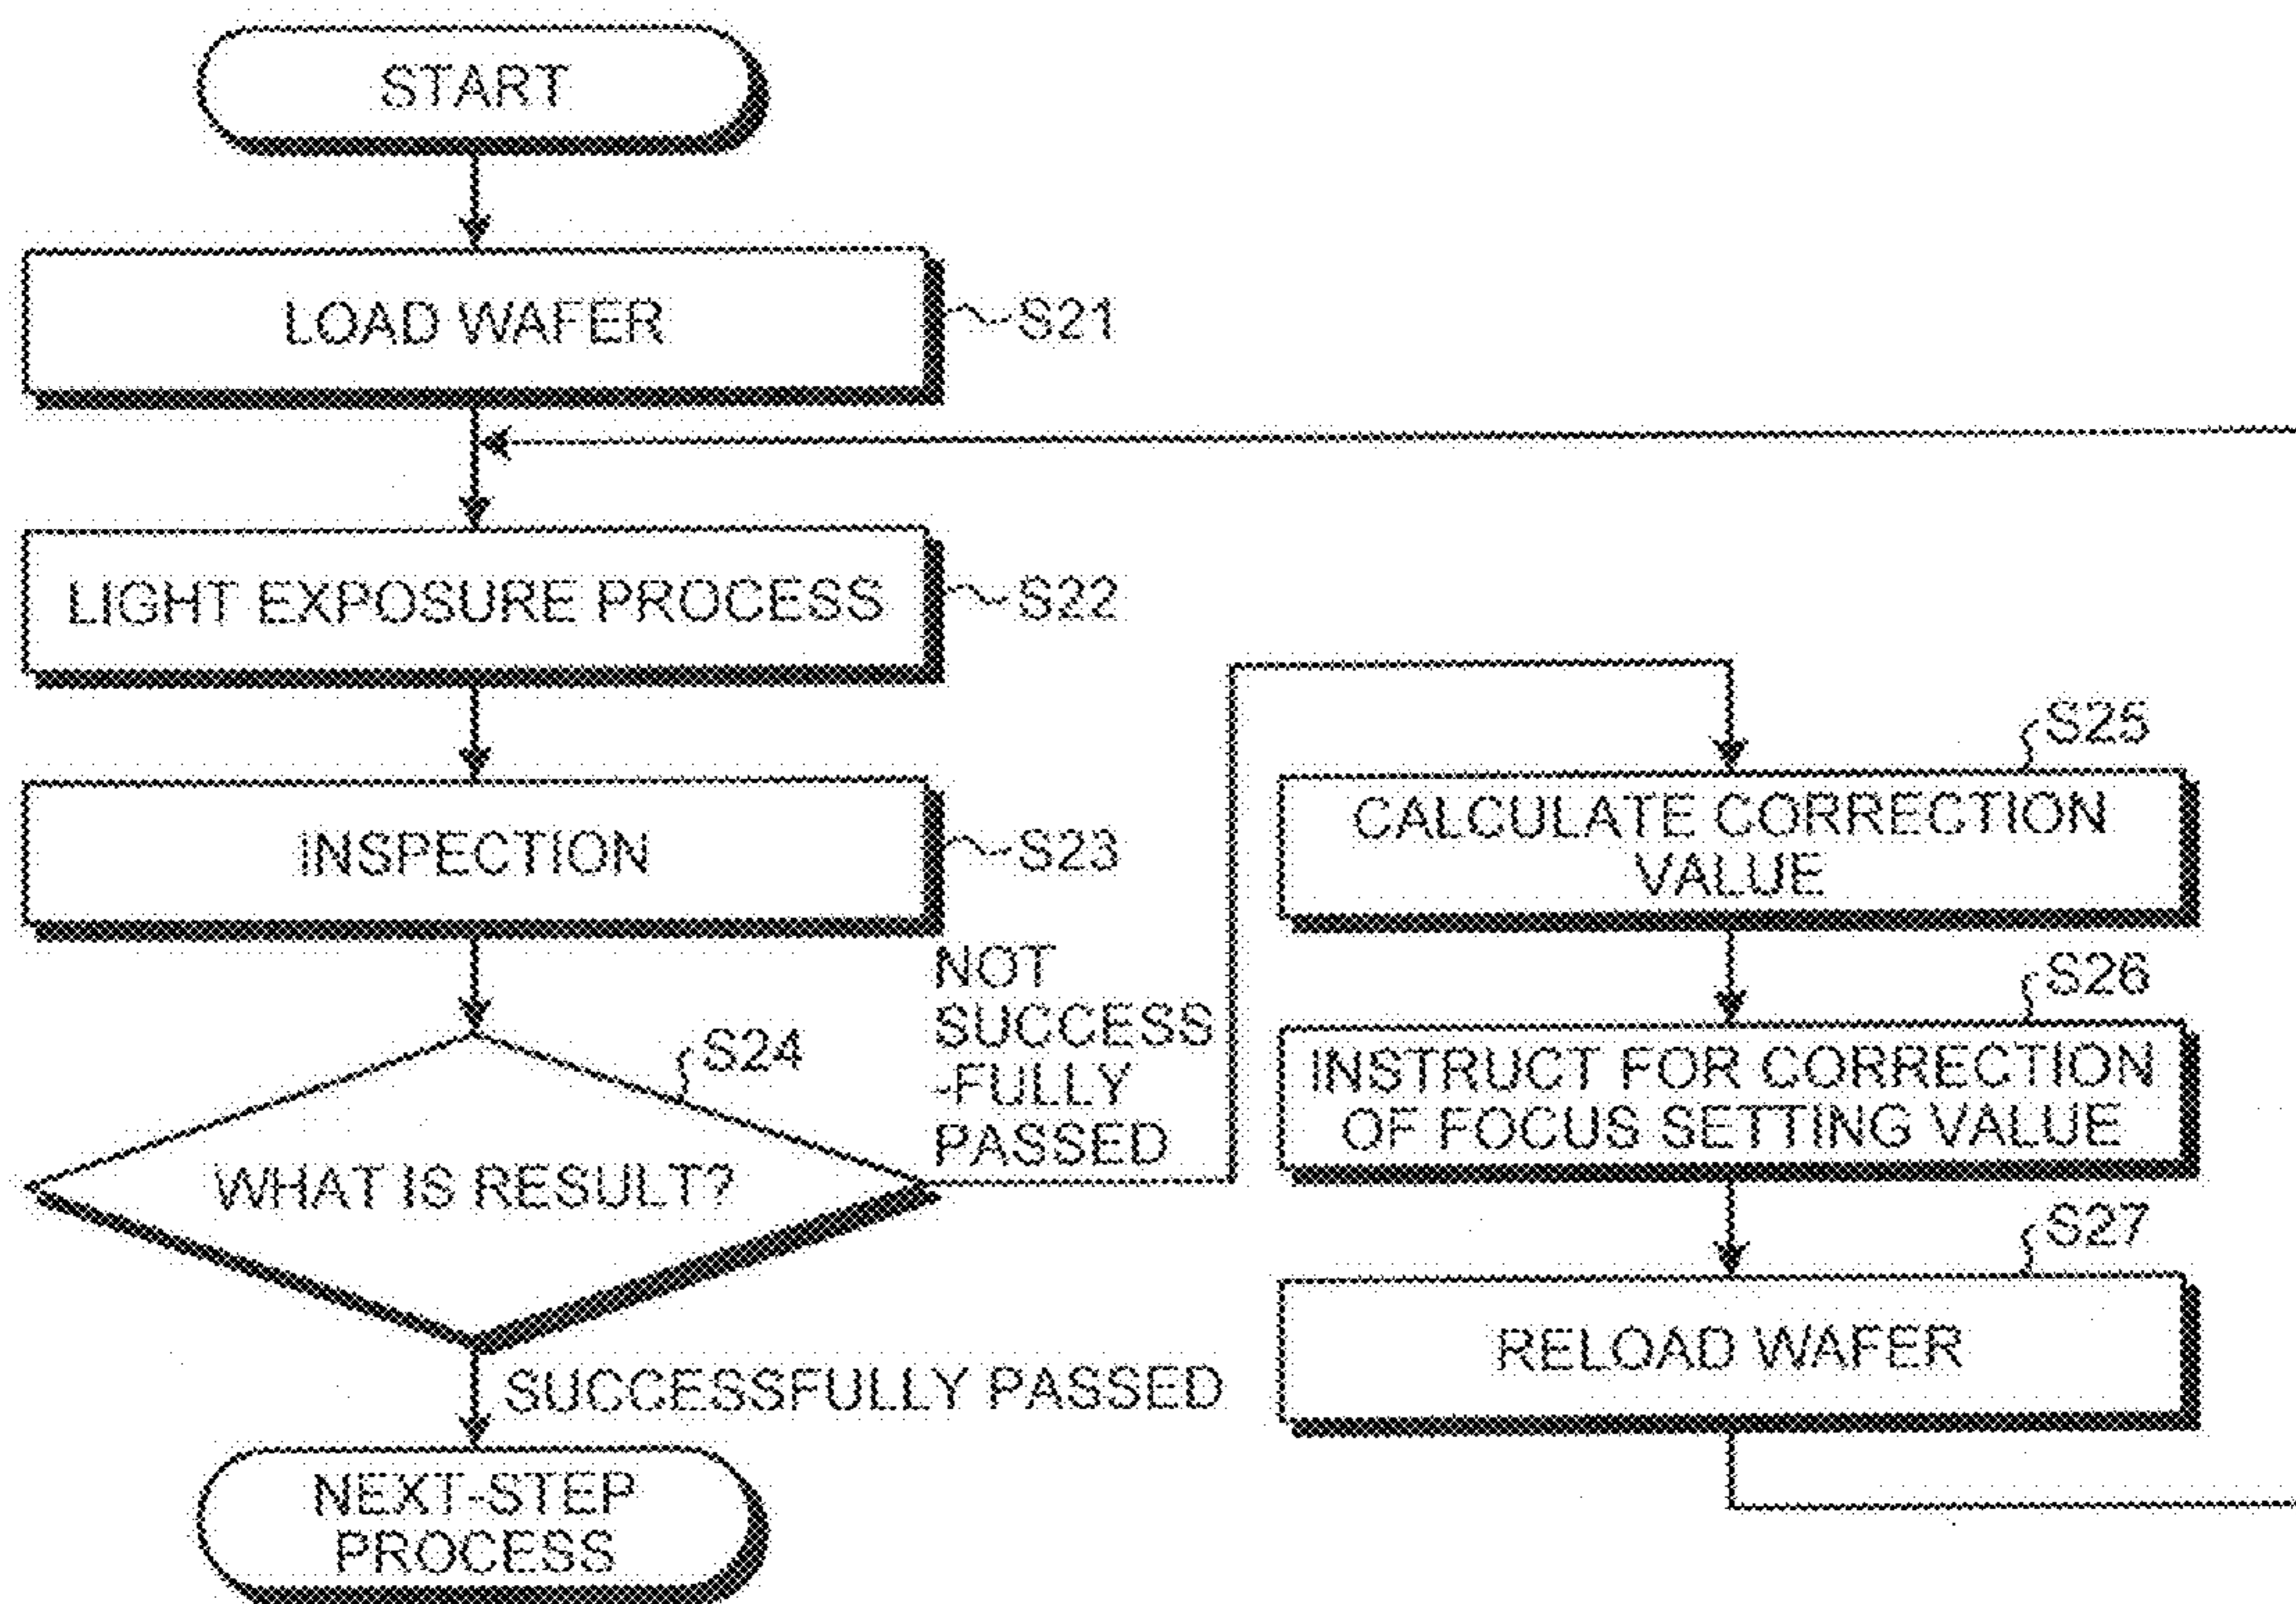 START
LOAD WAFER
S21
LIGHT EXPOSURE PROCESS
S22
INSPECTION
S23
WHAT IS RESULT?
S24
NOT
SUCCESS
-FULLY
PASSED
SUCCESSFULLY PASSED
NEXT-STEP
PROCESS
S25
CALCULATE CORRECTION
VALUE
S26
INSTRUCT FOR CORRECTION
OF FOCUS SETTING VALUE
S27
RELOAD WAFER